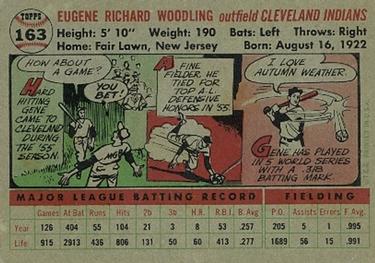 TOPPS
163
EUGENE RICHARD WOODLING outfield CLEVELAND INDIANS
Height: 5' 10" Weight: 190 Bats: Left Throws: Right
Home: Fair Lawn, New Jersey Born: August 16, 1922
HOW ABOUT A GAME?
YOU BET!
HARD HITTING GENE CAME TO CLEVELAND DURING THE '55 SEASON.
A FINE FIELDER, HE TIED FOR TOP A.L. DEFENSIVE HONORS IN '55
I LOVE AUTUMN WEATHER.
GENE HAS PLAYED IN 5 WORLD SERIES WITH A .318 BATTING MARK.
MAJOR LEAGUE BATTING RECORD FIELDING
Games At Bat Runs Hits 2b 3b H.R. R.B.I. B. Avg P.O. Assists Errors F. Avg.
Year 126 404 55 104 21 3 8 53 .257 205 5 1 .995
Life 915 2913 436 806 131 50 63 391 .277 1689 56 15 .991